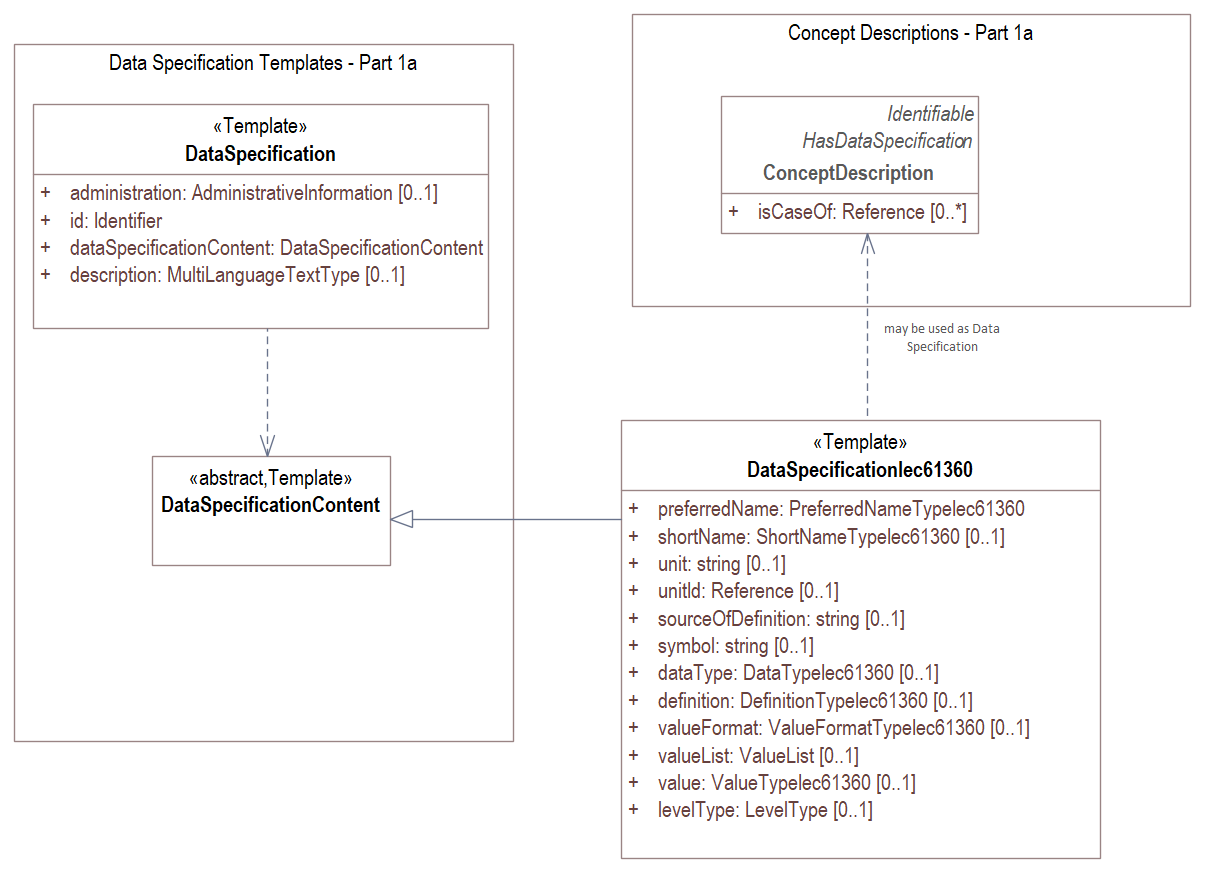 Data Specification Templates - Part 1a
«Template»
DataSpecification
+ administration: AdministrativeInformation [0..1]
+ id: Identifier
+ dataSpecificationContent: DataSpecificationContent
+ description: MultiLanguageTextType [0..1]
«abstract,Template»
DataSpecificationContent
Concept Descriptions - Part 1a
Identifiable
HasDataSpecification
ConceptDescription
+ isCaseOf: Reference [0..*]
may be used as Data
Specification
«Template»
DataSpecificationIec61360
+ preferredName: PreferredNameTypeIec61360
+ shortName: ShortNameTypeIec61360 [0..1]
+ unit: string [0..1]
+ unitId: Reference [0..1]
+ sourceOfDefinition: string [0..1]
+ symbol: string [0..1]
+ dataType: DataTypeIec61360 [0..1]
+ definition: DefinitionTypeIec61360 [0..1]
+ valueFormat: ValueFormatTypeIec61360 [0..1]
+ valueList: ValueList [0..1]
+ value: ValueTypeIec61360 [0..1]
+ levelType: LevelType [0..1]